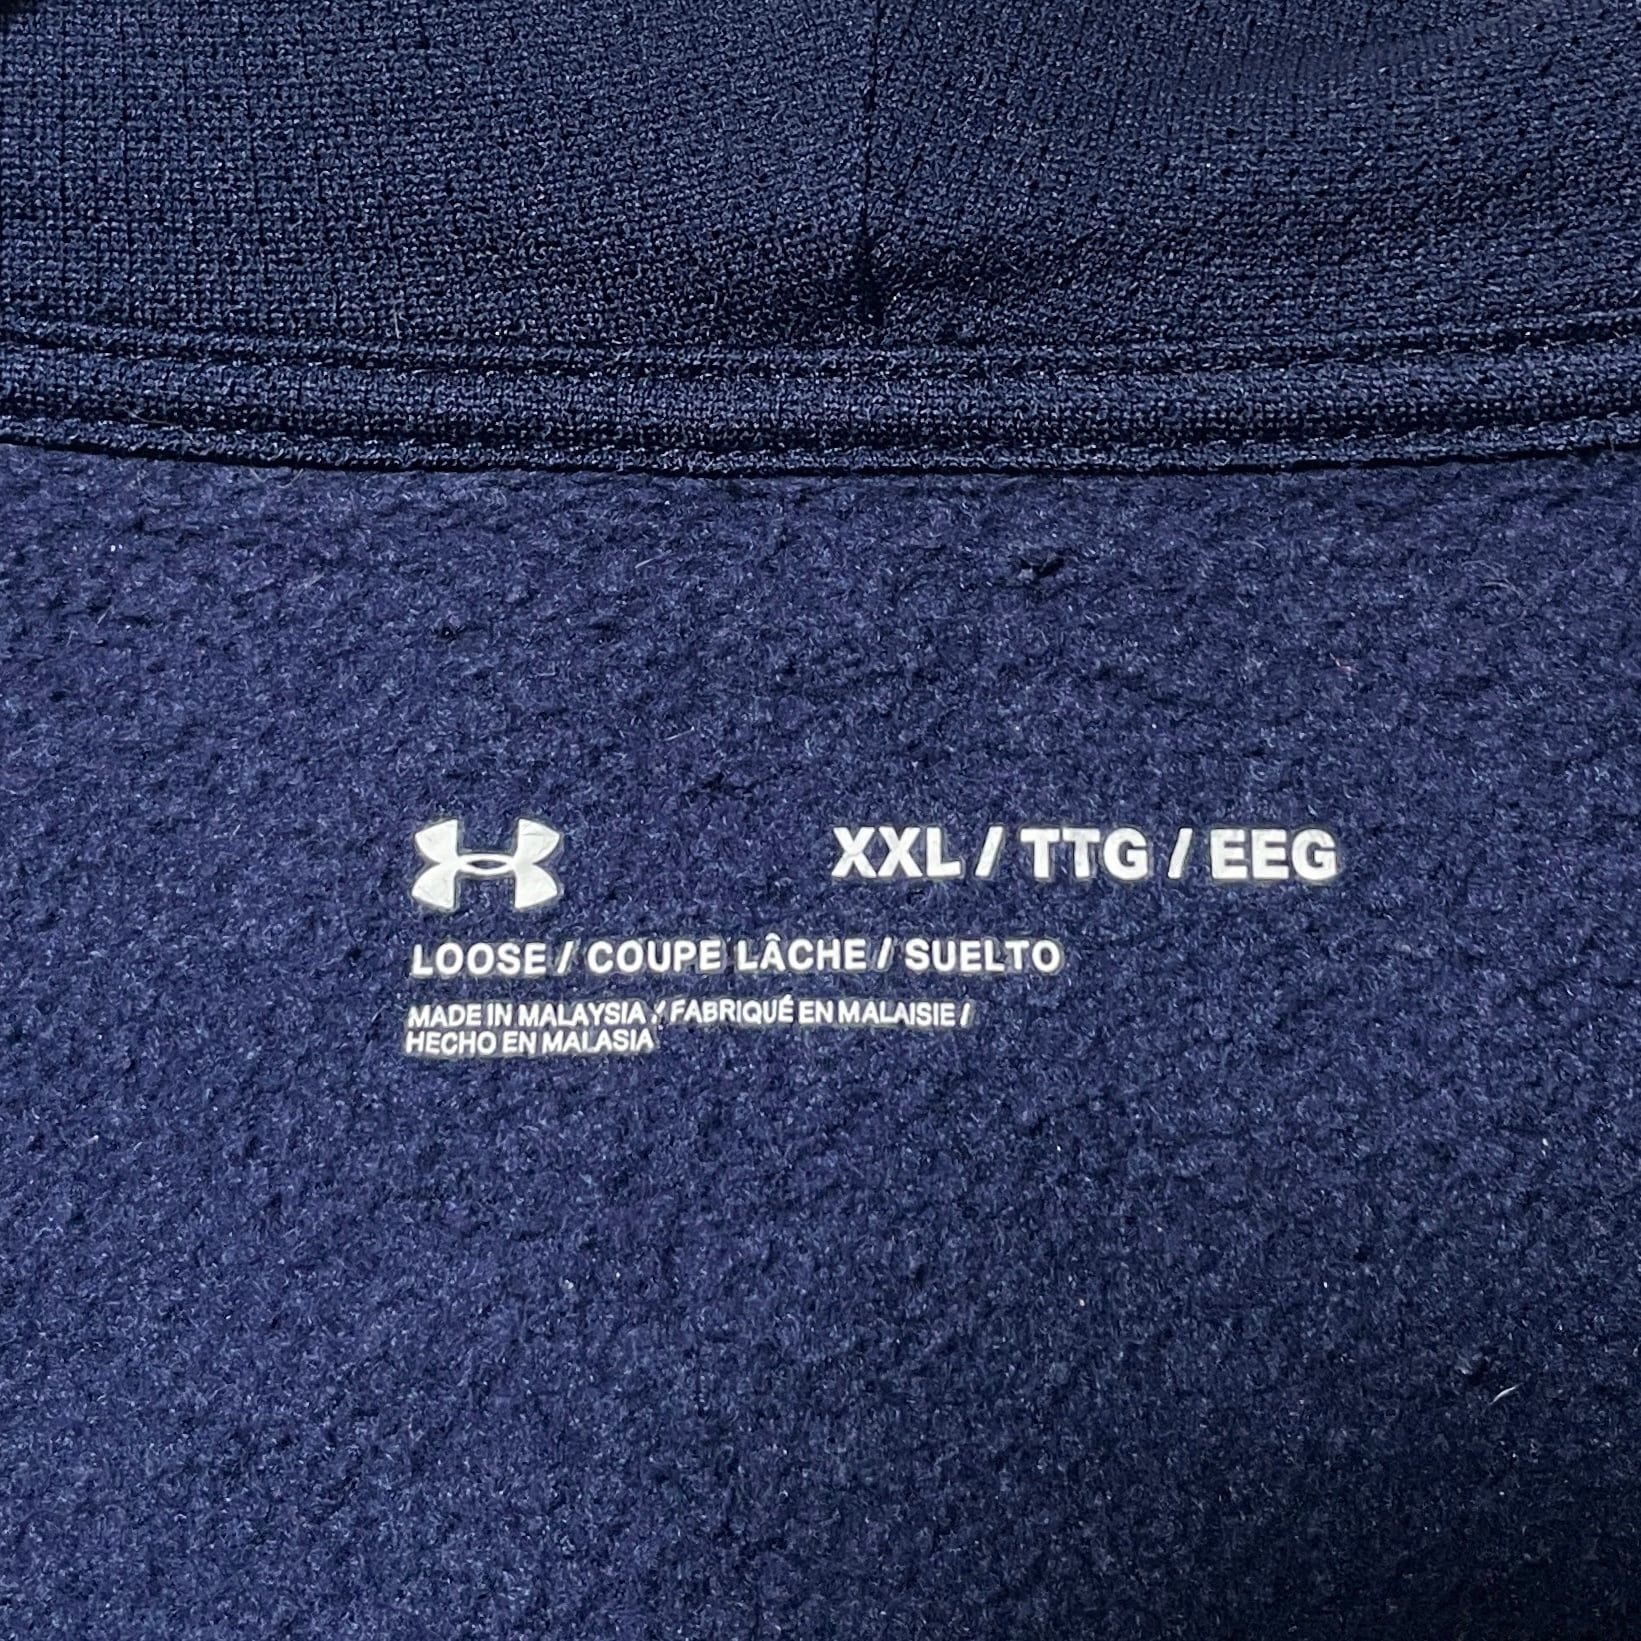 XXL / TTG / EEG
LOOSE / COUPE LÂCHE / SUELTO
MADE IN MALAYSIA / FABRIQUÉ EN MALAISIE /
HECHO EN MALASIA